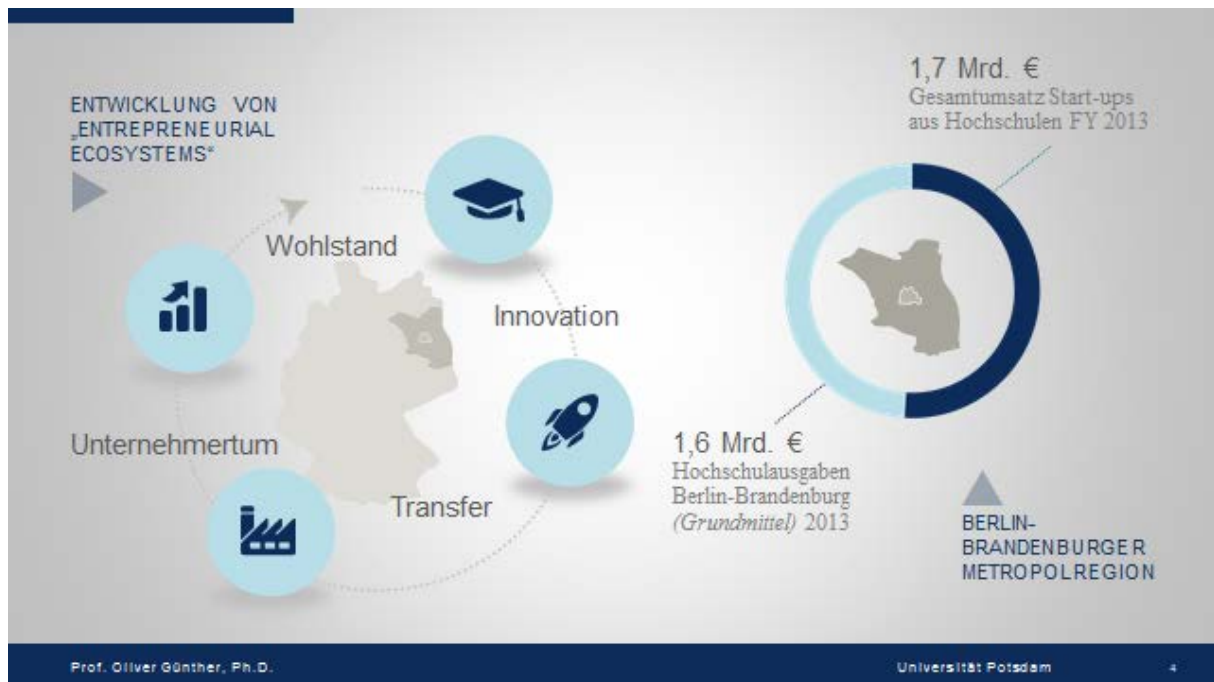 ENTWICKLUNG VON
„ENTREPRENEURIAL
ECOSYSTEMS“
Wohlstand
Innovation
Unternehmertum
Transfer
1,7 Mrd. €
Gesamtumsatz Start-ups
aus Hochschulen FY 2013
1,6 Mrd. €
Hochschulausgaben
Berlin-Brandenburg
(Grundmittel) 2013
BERLIN-
BRANDENBURGER
METROPOLREGION
Prof. Oliver Günther, Ph.D.
Universität Potsdam
4